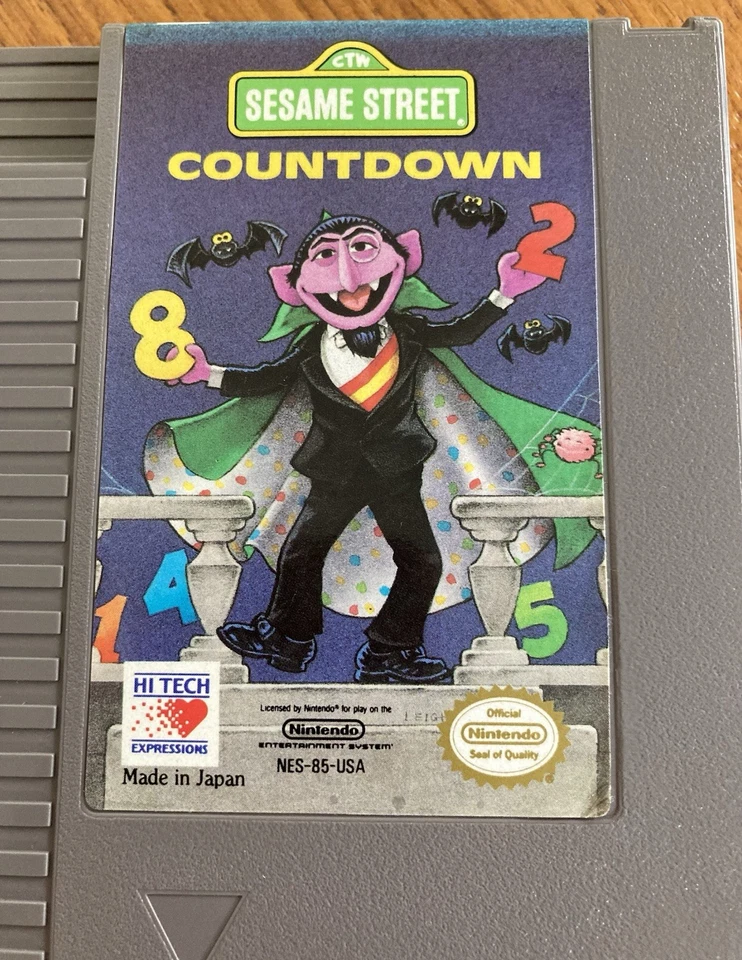 CTW
SESAME STREET®
COUNTDOWN
2
8
4
1
5
HI TECH
EXPRESSIONS
Made in Japan
Licensed by Nintendo® for play on the
Nintendo
ENTERTAINMENT SYSTEM
NES-85-USA
Official
Nintendo
Seal of Quality